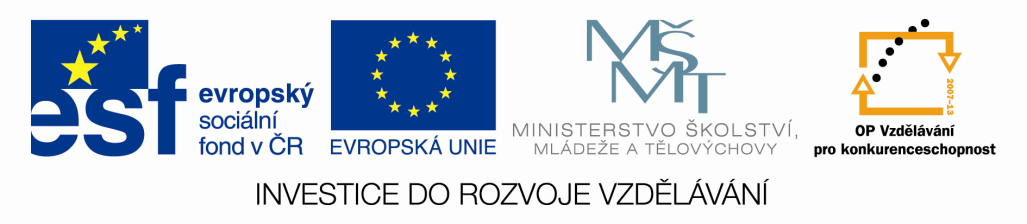 esf
evropský
sociální
fond v ČR
EVROPSKÁ UNIE
MŠMT
MINISTERSTVO ŠKOLSTVÍ,
MLÁDEŽE A TĚLOVÝCHOVY
2007-13
OP Vzdělávání
pro konkurenceschopnost
INVESTICE DO ROZVOJE VZDĚLÁVÁNÍ